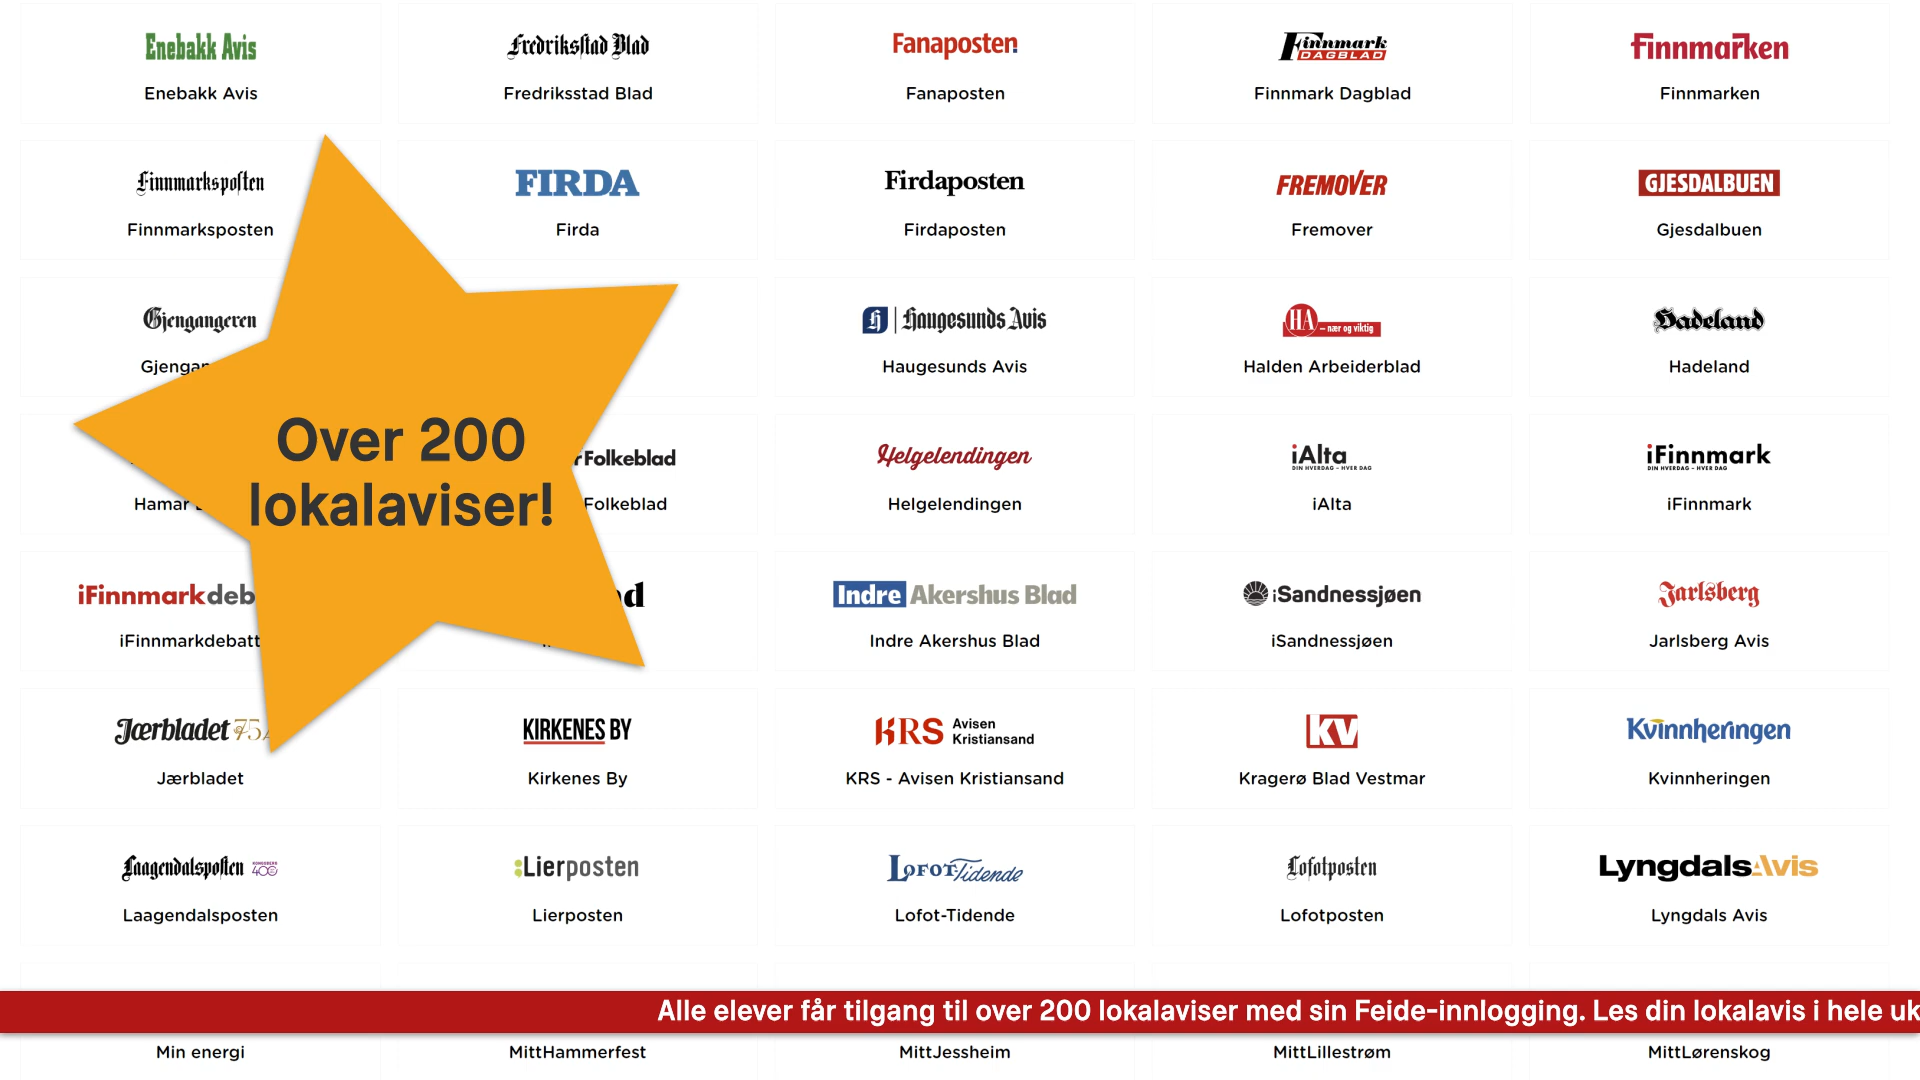 Enebakk Avis
Fredriksstad Blad
Fanaposten
Finnmark
DAGBLAD
Finnmarken
Enebakk Avis
Fredriksstad Blad
Fanaposten
Finnmark Dagblad
Finnmarken
Finnmarksposten
FIRDA
Firdaposten
FREMOVER
GJESDALBUEN
Finnmarksposten
Firda
Firdaposten
Fremover
Gjesdalbuen
Gjengangeren
Haugesunds Avis
HA – nær og viktig
Hadeland
Haugesunds Avis
Halden Arbeiderblad
Hadeland
Over 200
lokalaviser!
Folkeblad
Helgelendingen
iAlta
DIN HVERDAG – HVER DAG
iFinnmark
DIN HVERDAG – HVER DAG
Hamar
Folkeblad
Helgelendingen
iAlta
iFinnmark
iFinnmarkdeb
Indre Akershus Blad
iSandnessjøen
Jarlsberg
iFinnmarkdebatt
Indre Akershus Blad
iSandnessjøen
Jarlsberg Avis
Jærbladet 75
KIRKENES BY
KRS Avisen
Kristiansand
KV
Kvinnheringen
Jærbladet
Kirkenes By
KRS - Avisen Kristiansand
Kragerø Blad Vestmar
Kvinnheringen
Laagendalsposten KONGSBERG 400
:Lierposten
LOFOT Tidende
Lofotposten
LyngdalsAvis
Laagendalsposten
Lierposten
Lofot-Tidende
Lofotposten
Lyngdals Avis
Alle elever får tilgang til over 200 lokalaviser med sin Feide-innlogging. Les din lokalavis i hele uk
Min energi
MittHammerfest
MittJessheim
MittLillestrøm
MittLørenskog